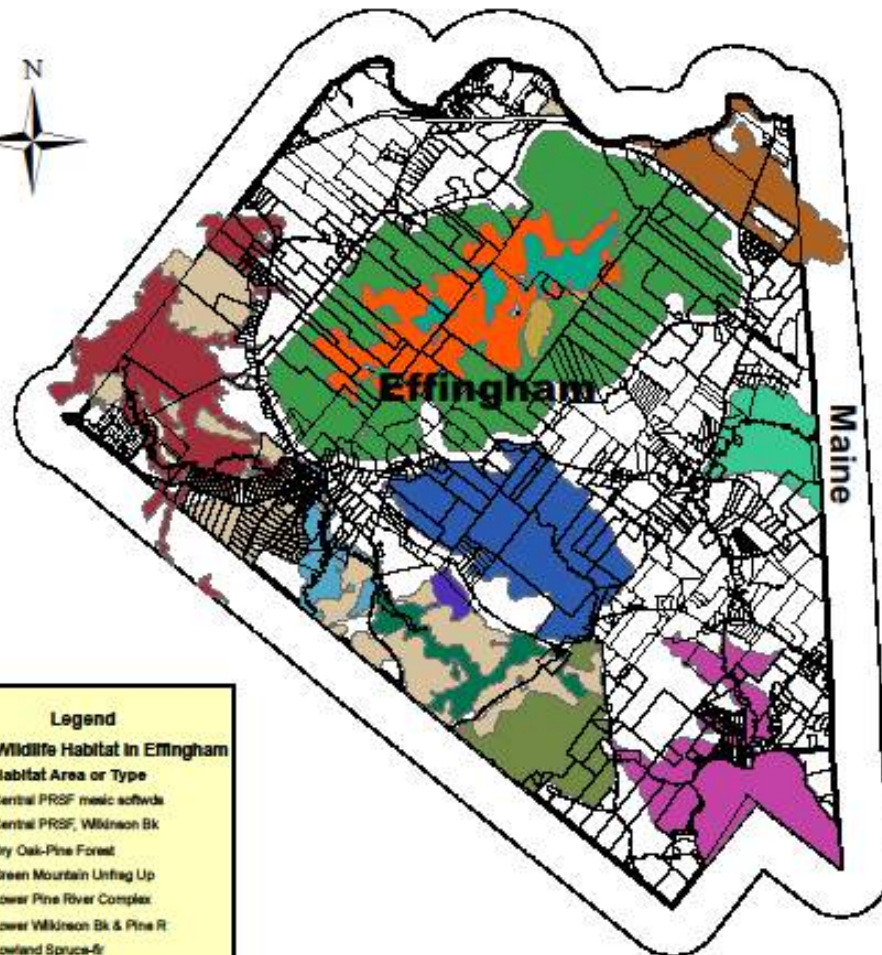 N
Effingham
Maine
Legend
Wildlife Habitat in Effingham
Habitat Area or Type
Central PRSF mesic softwds
Central PRSF, Wilkinson Bk
Dry Oak-Pine Forest
Green Mountain Unfrag Up
Lower Pine River Complex
Lower Wilkinson Bk & Pine R
Lowland Spruce-fir